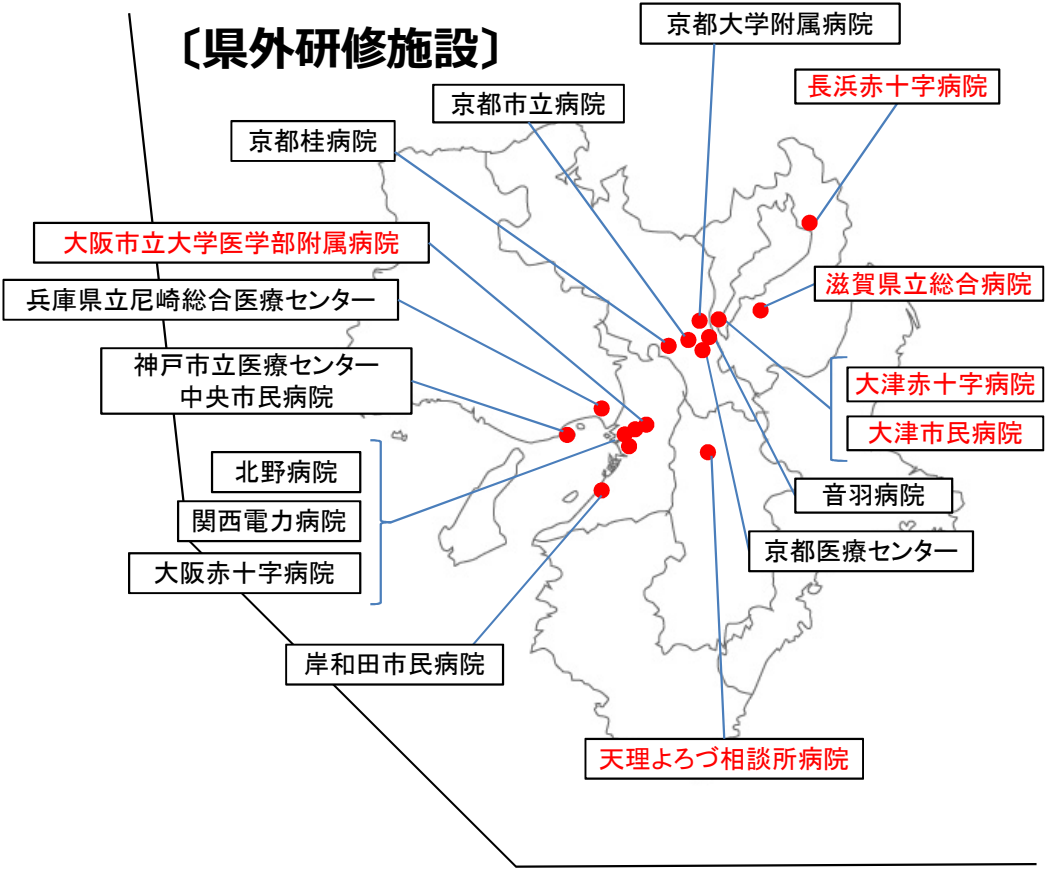 〔県外研修施設〕
京都大学附属病院
長浜赤十字病院
京都市立病院
京都桂病院
大阪市立大学医学部附属病院
滋賀県立総合病院
兵庫県立尼崎総合医療センター
神戸市立医療センター
中央市民病院
大津赤十字病院
大津市民病院
北野病院
音羽病院
関西電力病院
京都医療センター
大阪赤十字病院
岸和田市民病院
天理よろづ相談所病院